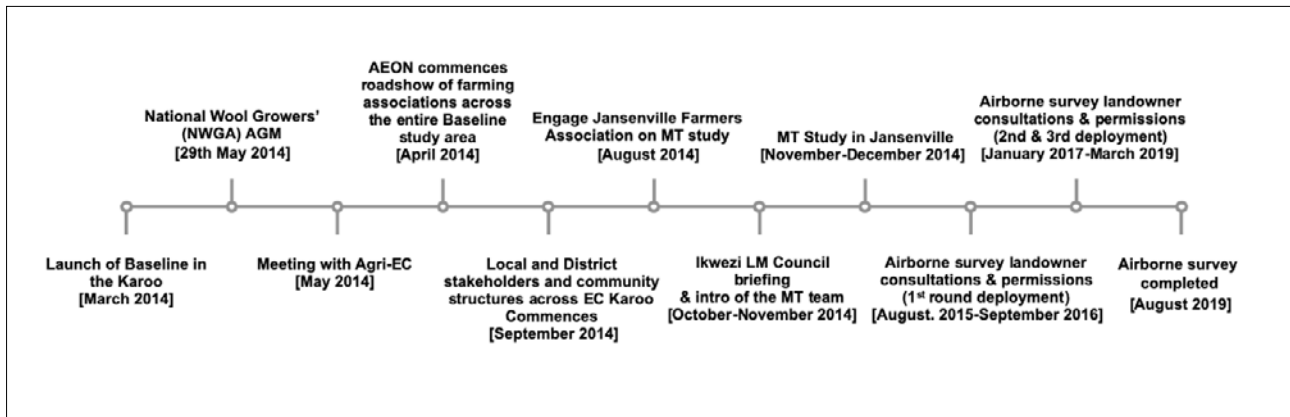 AEON commences
roadshow of farming
associations across
the entire Baseline
study area
[April 2014]
National Wool Growers'
(NWGA) AGM
[29th May 2014]
Engage Jansenville Farmers
Association on MT study
[August 2014]
MT Study in Jansenville
[November-December 2014]
Airborne survey landowner
consultations & permissions
(2nd & 3rd deployment)
[January 2017-March 2019]
Launch of Baseline in
the Karoo
[March 2014]
Meeting with Agri-EC
[May 2014]
Local and District
stakeholders and community
structures across EC Karoo
Commences
[September 2014]
Ikwezi LM Council
briefing
& intro of the MT team
[October-November 2014]
Airborne survey landowner
consultations & permissions
(1st round deployment)
[August. 2015-September 2016]
Airborne survey
completed
[August 2019]